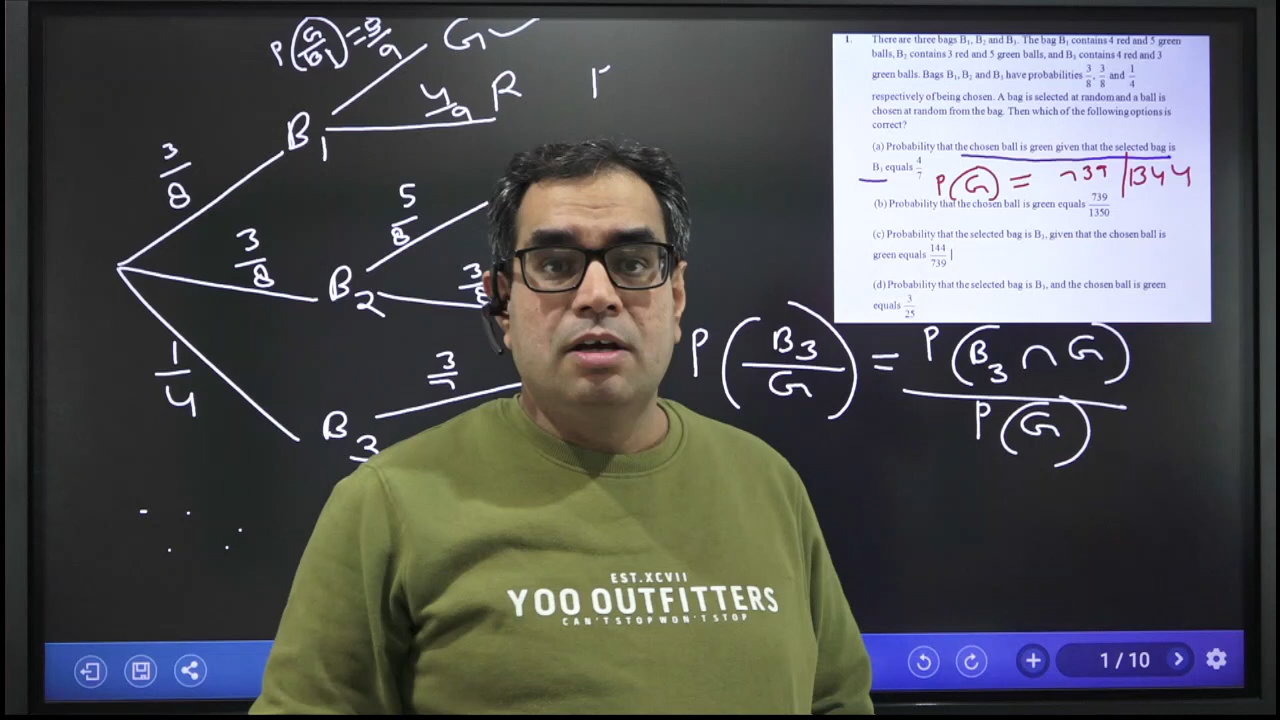 P(G/B1) = 5/9 G
4/9 R
B1
3/8
5/8
3/8
B2
1/4
3/7
B3
1. There are three bags B₁, B₂ and B₃. The bag B₁ contains 4 red and 5 green
balls, B₂ contains 3 red and 5 green balls, and B₃ contains 4 red and 3
green balls. Bags B₁, B₂ and B₃ have probabilities 3/8, 3/8 and 1/4
respectively of being chosen. A bag is selected at random and a ball is
chosen at random from the bag. Then which of the following options is
correct?
(a) Probability that the chosen ball is green given that the selected bag is
B₃ equals 4/7
P(G) = 739/1344
(b) Probability that the chosen ball is green equals 739/1350
(c) Probability that the selected bag is B₃, given that the chosen ball is
green equals 144/739
(d) Probability that the selected bag is B₃, and the chosen ball is green
equals 3/25
P(B3/G) = P(B3 ∩ G)/P(G)
EST.XCVII
YOO OUTFITTERS
CAN'T STOP WON'T STOP
1 / 10